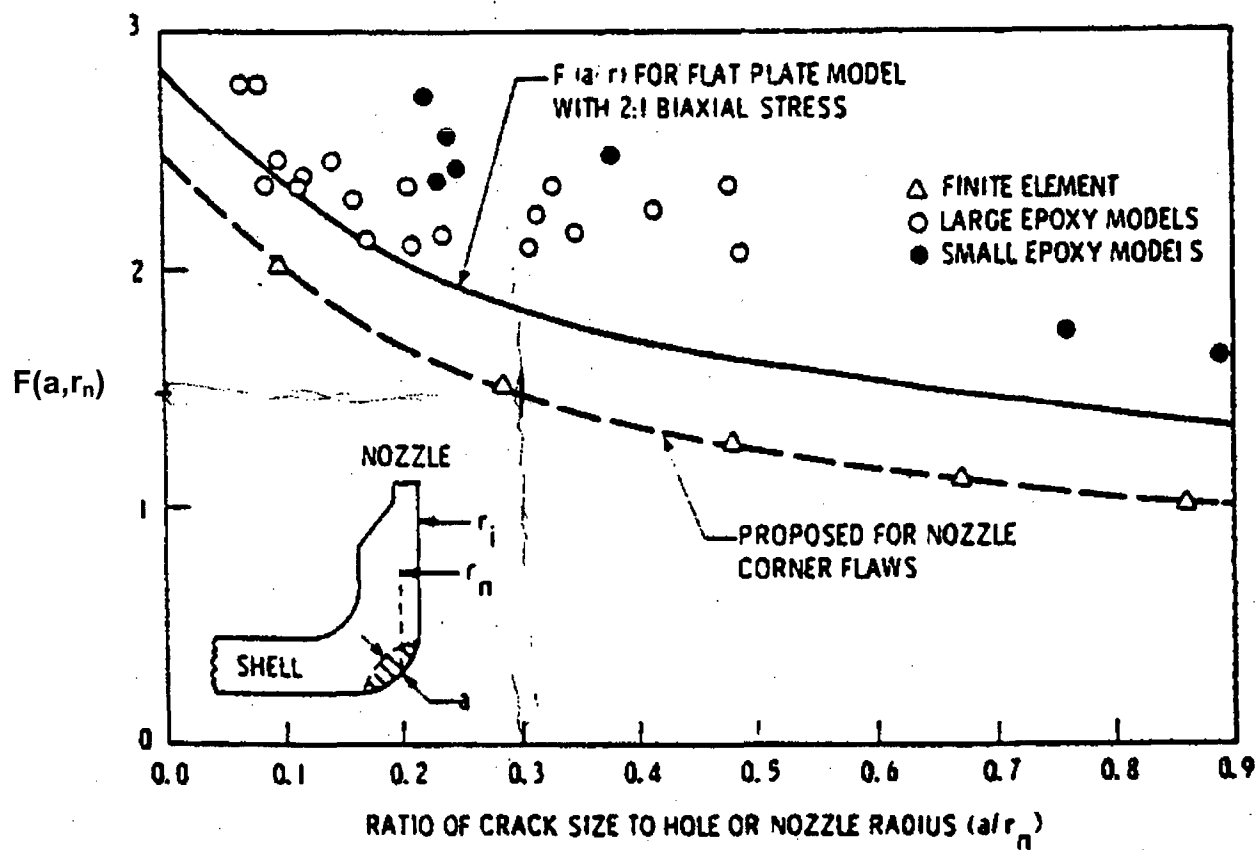 3
2
1
0
F(a,rn)
F (a/r) FOR FLAT PLATE MODEL
WITH 2:1 BIAXIAL STRESS
△ FINITE ELEMENT
○ LARGE EPOXY MODELS
● SMALL EPOXY MODELS
NOZZLE
ri
rn
SHELL
a
PROPOSED FOR NOZZLE
CORNER FLAWS
0.0 0.1 0.2 0.3 0.4 0.5 0.6 0.7 0.8 0.9
RATIO OF CRACK SIZE TO HOLE OR NOZZLE RADIUS (a/rn)